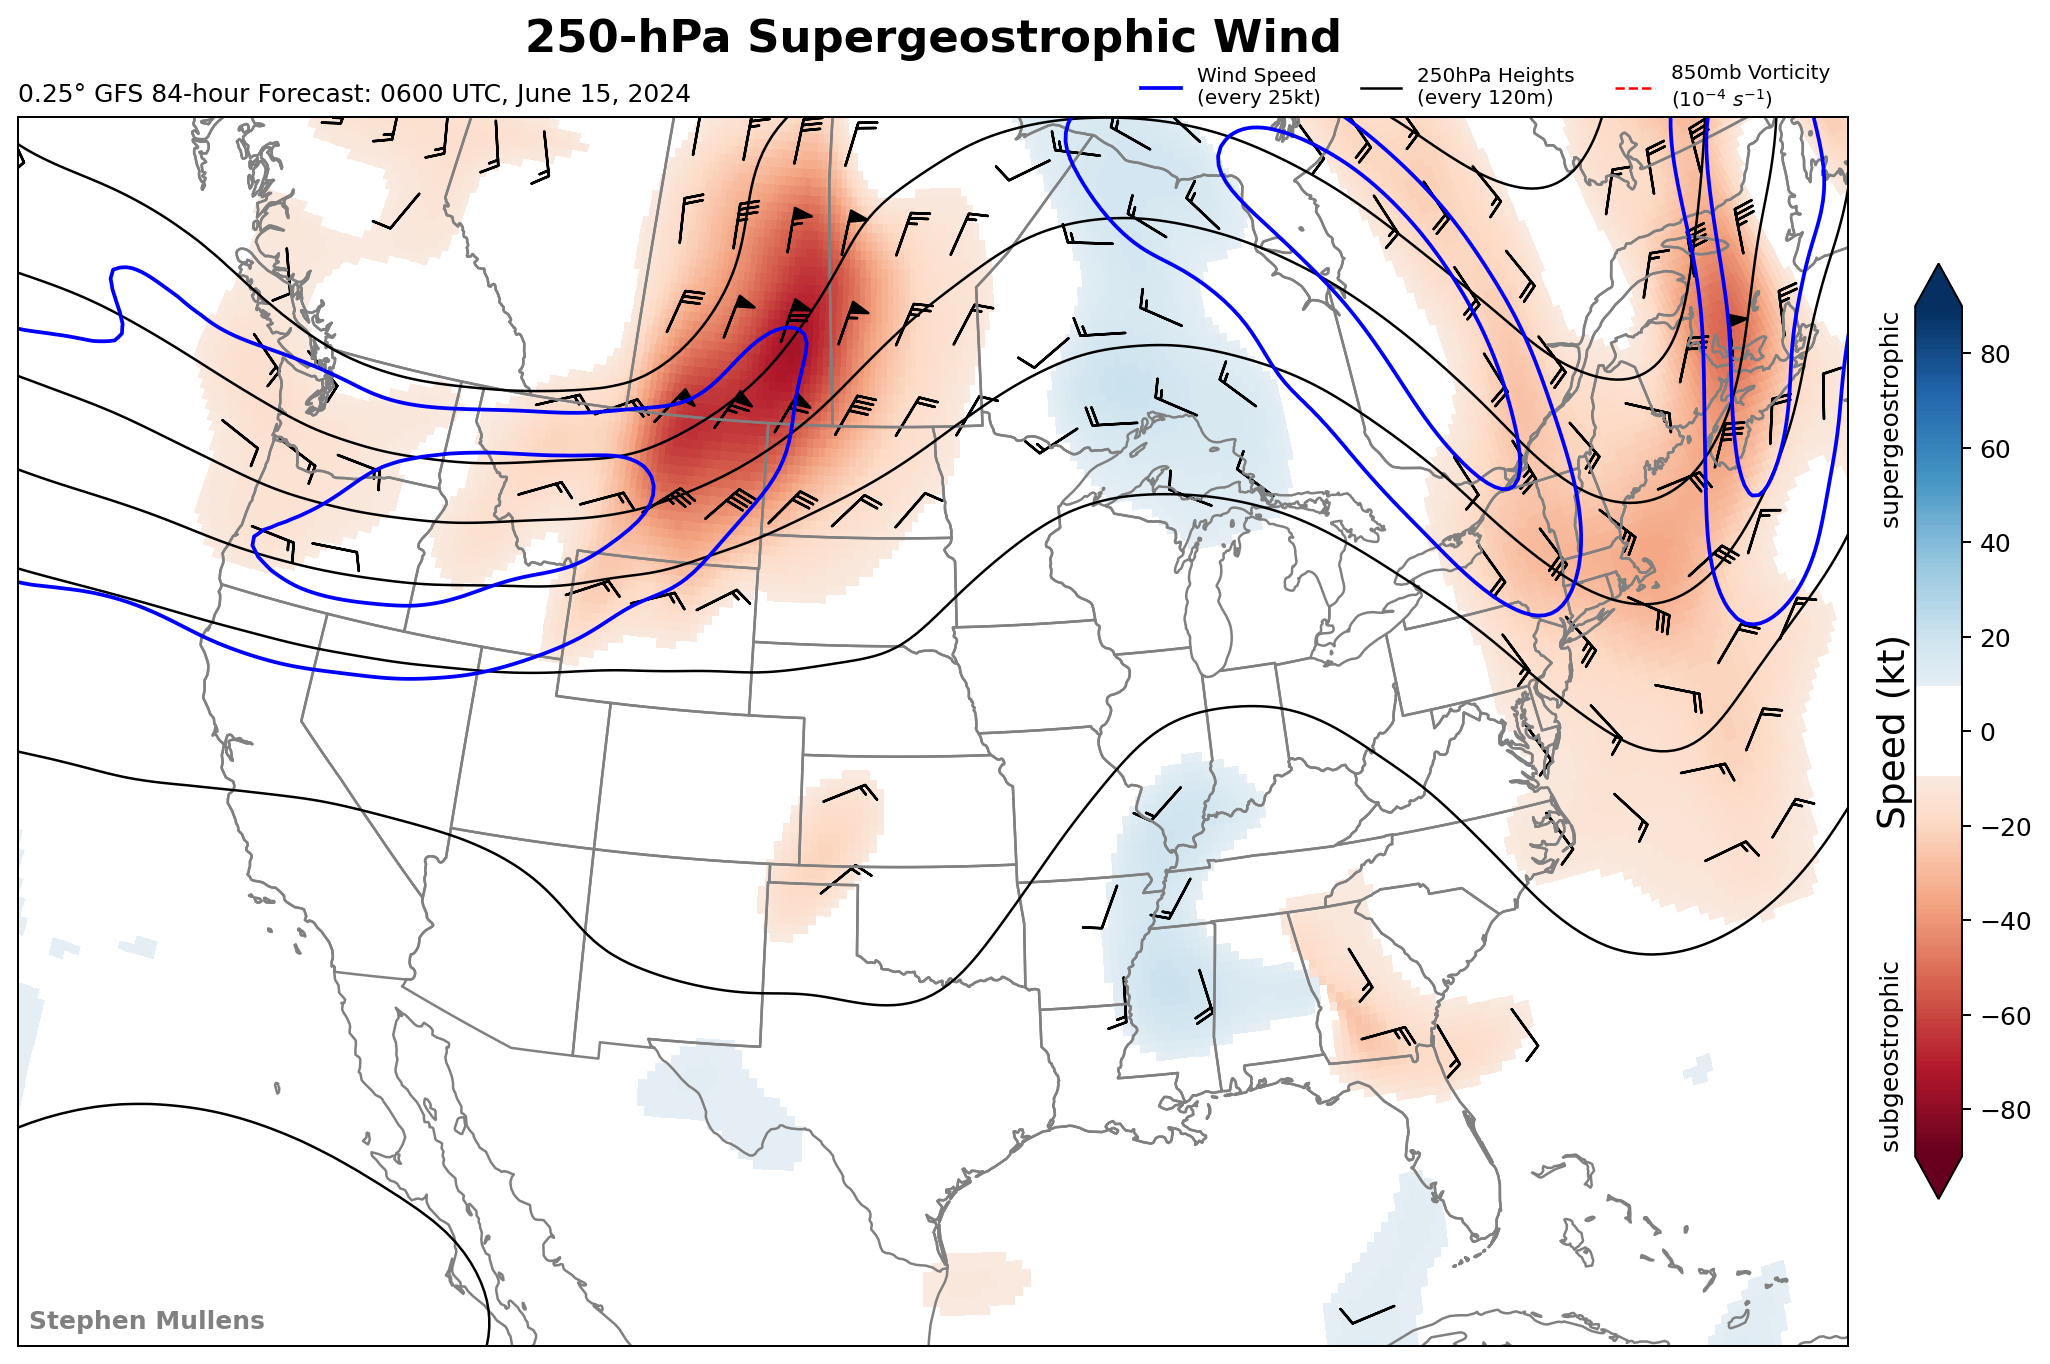 250-hPa Supergeostrophic Wind
0.25° GFS 84-hour Forecast: 0600 UTC, June 15, 2024
Wind Speed
(every 25kt)
250hPa Heights
(every 120m)
850mb Vorticity
(10⁻⁴ s⁻¹)
supergeostrophic
Speed (kt)
subgeostrophic
80
60
40
20
0
−20
−40
−60
−80
Stephen Mullens